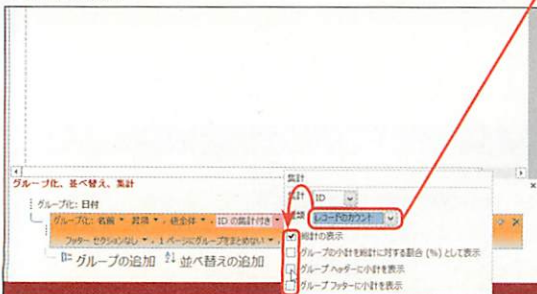 グループ化、並べ替え、集計
グループ化: 日付
グループ化: 名前 ▼ 昇順 ▼ , 値全体 ▼ , ID の集計付き ▼
フッター セクションなし ▼ , 1 ページにグループをまとめない ▼ ,
グループの追加 並べ替えの追加
集計
集計 ID
種類 レコードのカウント
総計の表示
グループの小計を総計に対する割合 (%) として表示
グループ ヘッダーに小計を表示
グループ フッターに小計を表示